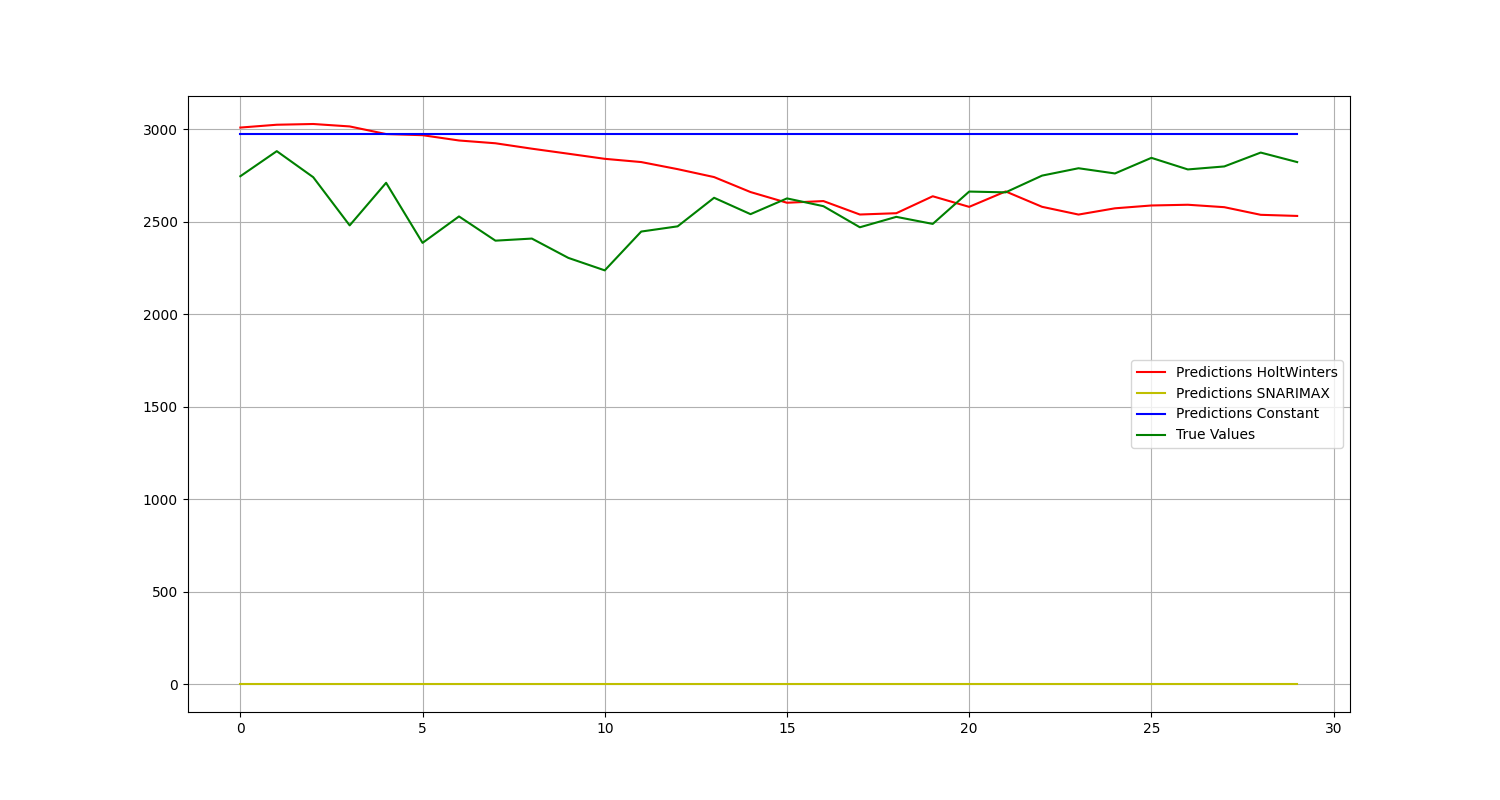 3000
2500
2000
1500
1000
500
0
0 5 10 15 20 25 30
Predictions HoltWinters
Predictions SNARIMAX
Predictions Constant
True Values